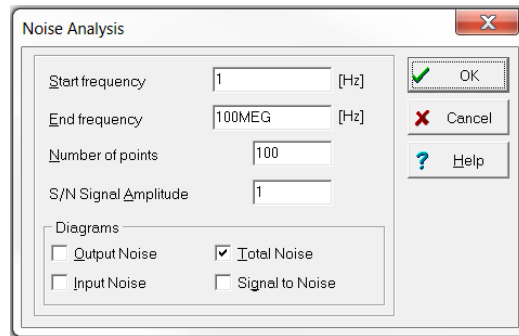 Noise Analysis
Start frequency 1 [Hz]
End frequency 100MEG [Hz]
Number of points 100
S/N Signal Amplitude 1
Diagrams
Output Noise Total Noise
Input Noise Signal to Noise
OK
Cancel
Help